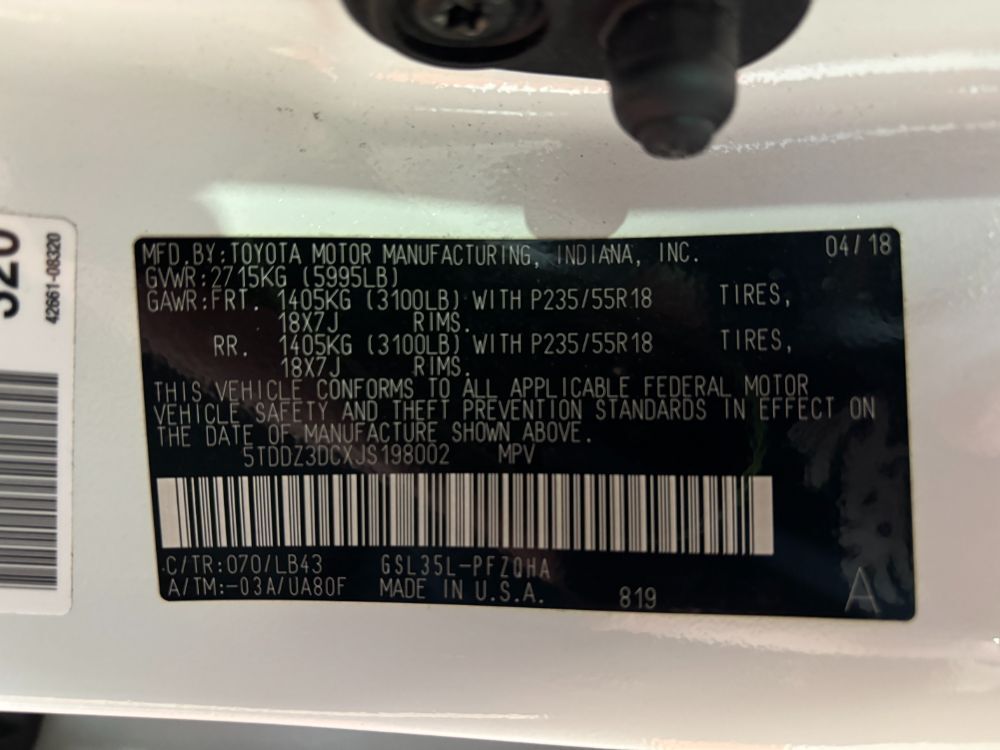 MFD.BY:TOYOTA MOTOR MANUFACTURING, INDIANA, INC. 04/18
GVWR:2715KG (5995LB)
GAWR:FRT. 1405KG (3100LB) WITH P235/55R18 TIRES,
18X7J RIMS.
RR. 1405KG (3100LB) WITH P235/55R18 TIRES,
18X7J RIMS.
THIS VEHICLE CONFORMS TO ALL APPLICABLE FEDERAL MOTOR
VEHICLE SAFETY AND THEFT PREVENTION STANDARDS IN EFFECT ON
THE DATE OF MANUFACTURE SHOWN ABOVE.
5TDDZ3DCXJS198002 MPV
C/TR:070/LB43 GSL35L-PFZQHA
A/TM:-03A/UA80F MADE IN U.S.A. 819 A
42661-08320